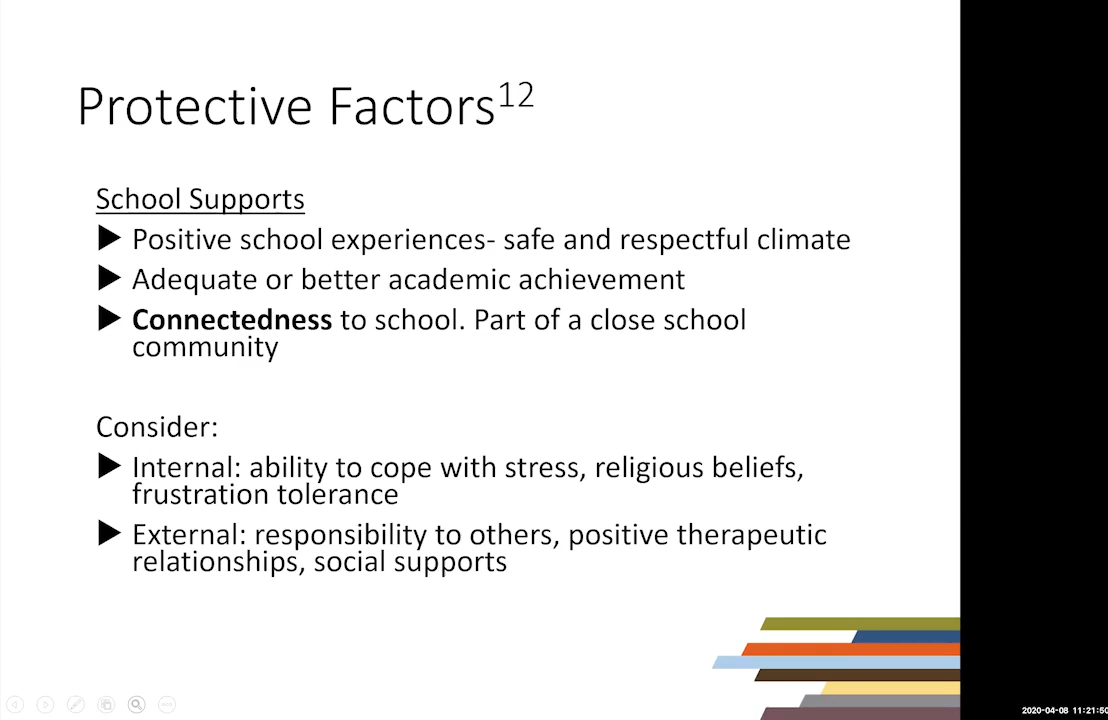 Protective Factors12
School Supports
▶ Positive school experiences- safe and respectful climate
▶ Adequate or better academic achievement
▶ Connectedness to school. Part of a close school
community
Consider:
▶ Internal: ability to cope with stress, religious beliefs,
frustration tolerance
▶ External: responsibility to others, positive therapeutic
relationships, social supports
2020-04-08 11:21:50